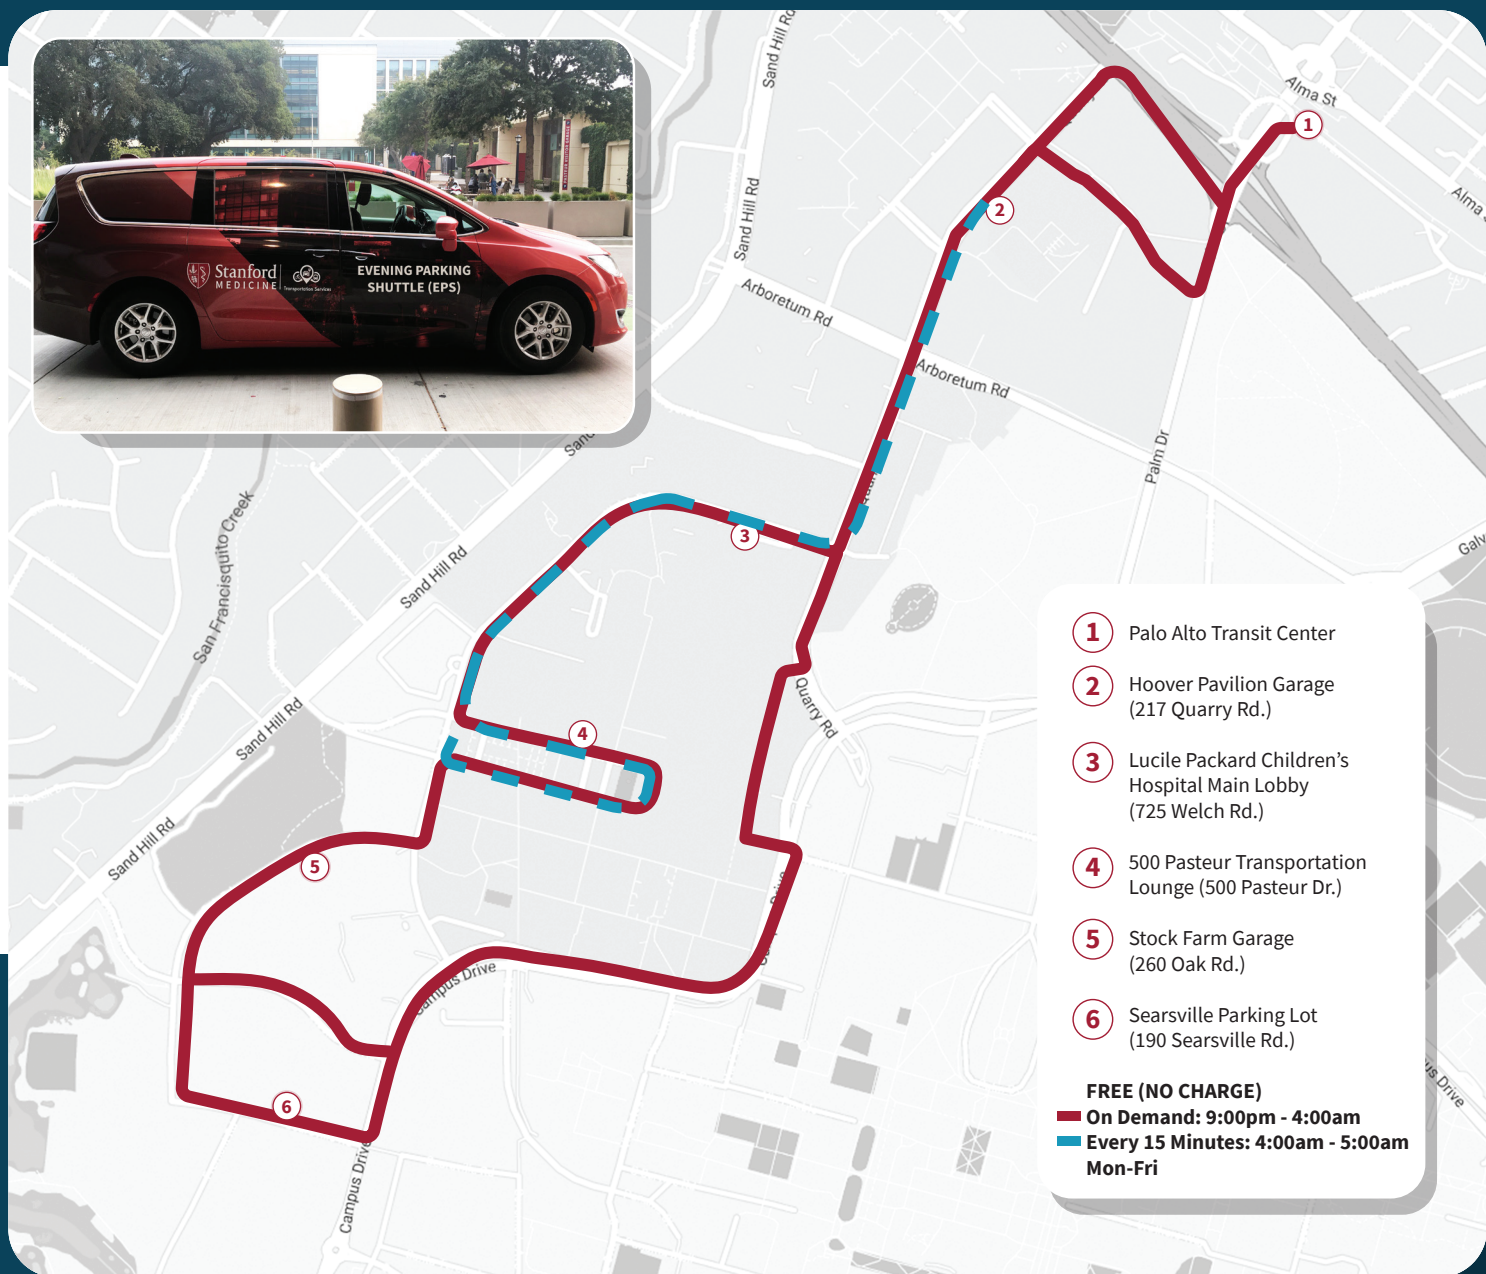 Stanford
MEDICINE
Transportation Services
EVENING PARKING
SHUTTLE (EPS)
Sand Hill Rd
Sand Hill Rd
Alma St
1
Alma
2
Arboretum Rd
Arboretum Rd
Palm Dr
San Francisquito Creek
Sand Hill Rd
3
Quarry Rd
4
Sand Hill Rd
Sand Hill Rd
5
Drive
Campus Drive
6
Campus Drive
1 Palo Alto Transit Center
2 Hoover Pavilion Garage
(217 Quarry Rd.)
3 Lucile Packard Children’s
Hospital Main Lobby
(725 Welch Rd.)
4 500 Pasteur Transportation
Lounge (500 Pasteur Dr.)
5 Stock Farm Garage
(260 Oak Rd.)
6 Searsville Parking Lot
(190 Searsville Rd.)
FREE (NO CHARGE)
On Demand: 9:00pm - 4:00am
Every 15 Minutes: 4:00am - 5:00am
Mon-Fri
Drive